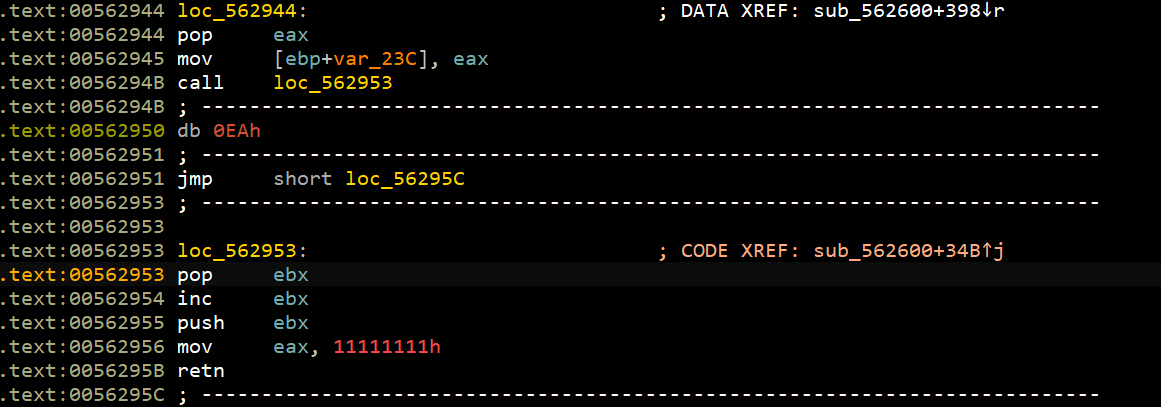 .text:00562944 loc_562944: ; DATA XREF: sub_562600+398↓r
.text:00562944 pop eax
.text:00562945 mov [ebp+var_23C], eax
.text:0056294B call loc_562953
.text:0056294B ; ---------------------------------------------------------------------------
.text:00562950 db 0EAh
.text:00562951 ; ---------------------------------------------------------------------------
.text:00562951 jmp short loc_56295C
.text:00562953 ; ---------------------------------------------------------------------------
.text:00562953
.text:00562953 loc_562953: ; CODE XREF: sub_562600+34B↑j
.text:00562953 pop ebx
.text:00562954 inc ebx
.text:00562955 push ebx
.text:00562956 mov eax, 11111111h
.text:0056295B retn
.text:0056295C ; ---------------------------------------------------------------------------